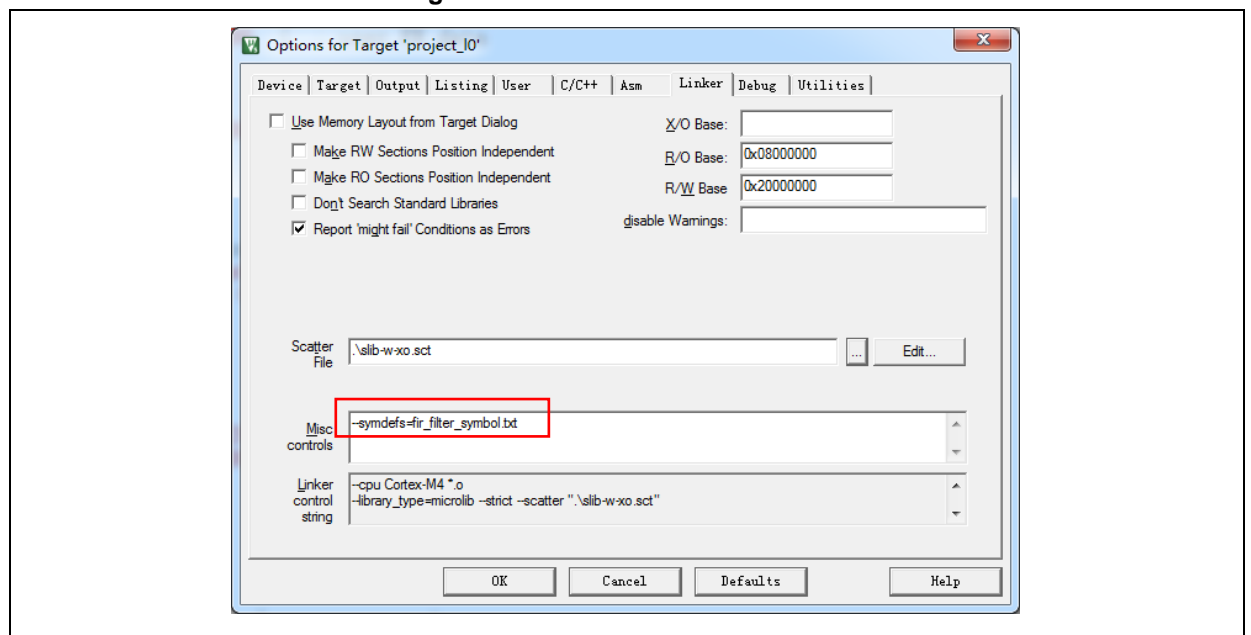 Options for Target 'project_l0'
Device Target Output Listing User C/C++ Asm Linker Debug Utilities
Use Memory Layout from Target Dialog
X/O Base:
Make RW Sections Position Independent
R/O Base: 0x08000000
Make RO Sections Position Independent
R/W Base 0x20000000
Don't Search Standard Libraries
disable Warnings:
Report 'might fail' Conditions as Errors
Scatter File
.\slib-w-xo.sct
... Edit...
Misc controls
--symdefs=fir_filter_symbol.txt
Linker control string
--cpu Cortex-M4 *.o
--library_type=microlib --strict --scatter ".\slib-w-xo.sct"
OK Cancel Defaults Help